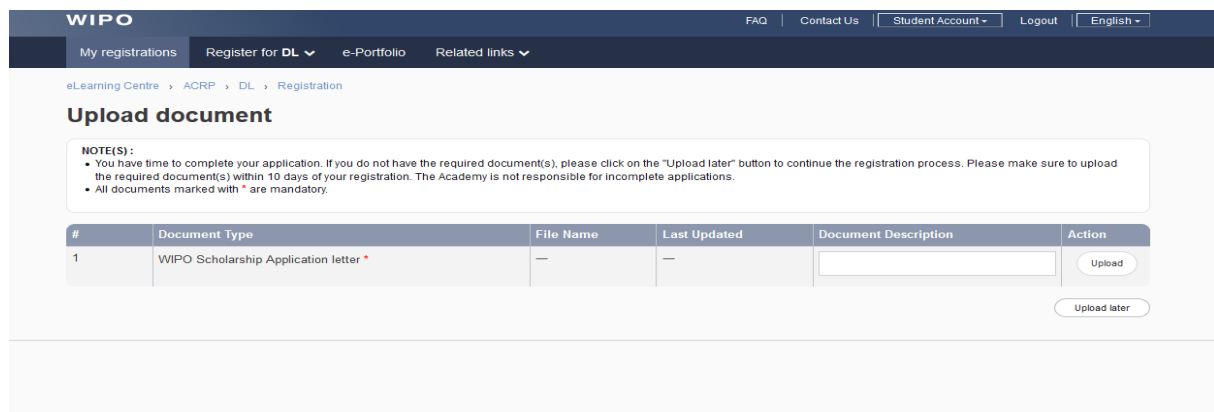 WIPO
FAQ | Contact Us | Student Account Logout | English
My registrations Register for DL e-Portfolio Related links
eLearning Centre › ACRP › DL › Registration
Upload document
NOTE(S) :
• You have time to complete your application. If you do not have the required document(s), please click on the "Upload later" button to continue the registration process. Please make sure to upload
the required document(s) within 10 days of your registration. The Academy is not responsible for incomplete applications.
• All documents marked with * are mandatory.
# Document Type File Name Last Updated Document Description Action
1 WIPO Scholarship Application letter * — — Upload
Upload later